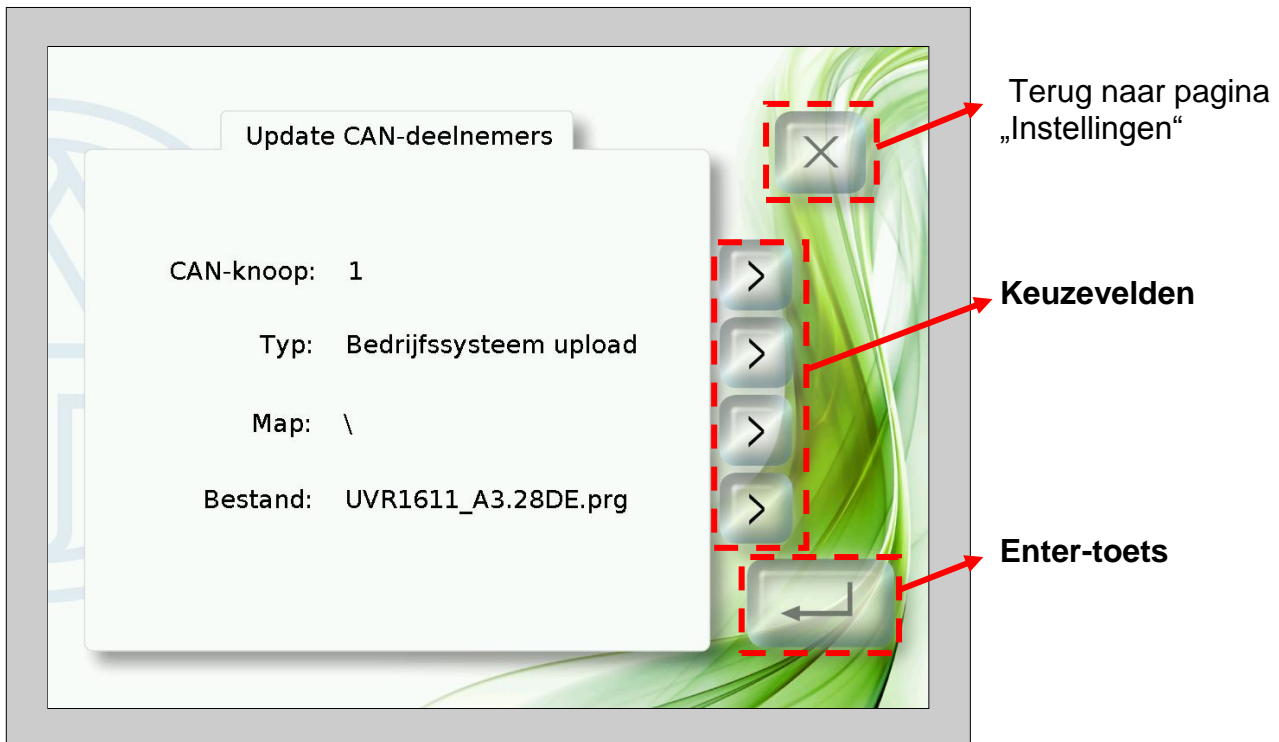 Update CAN-deelnemers
CAN-knoop: 1
Typ: Bedrijfssysteem upload
Map: \
Bestand: UVR1611_A3.28DE.prg
Terug naar pagina
„Instellingen“
Keuzevelden
Enter-toets